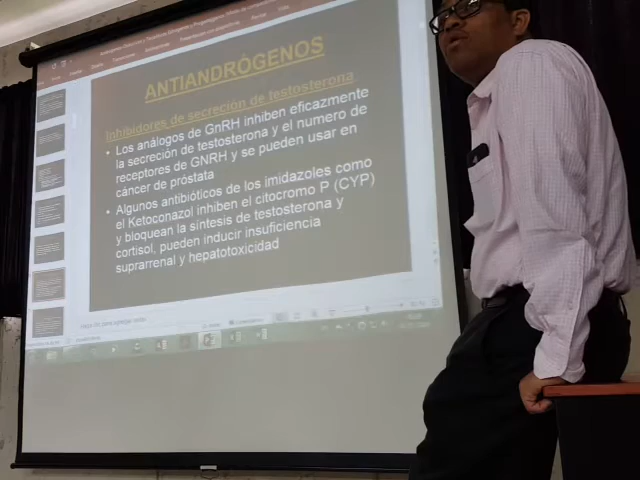 ANTIANDRÓGENOS
Inhibidores de secreción de testosterona
• Los análogos de GnRH inhiben eficazmente
la secreción de testosterona y el numero de
receptores de GNRH y se pueden usar en
cáncer de próstata
• Algunos antibióticos de los imidazoles como
el Ketoconazol inhiben el citocromo P (CYP)
y bloquean la síntesis de testosterona y
cortisol, pueden inducir insuficiencia
suprarrenal y hepatotoxicidad